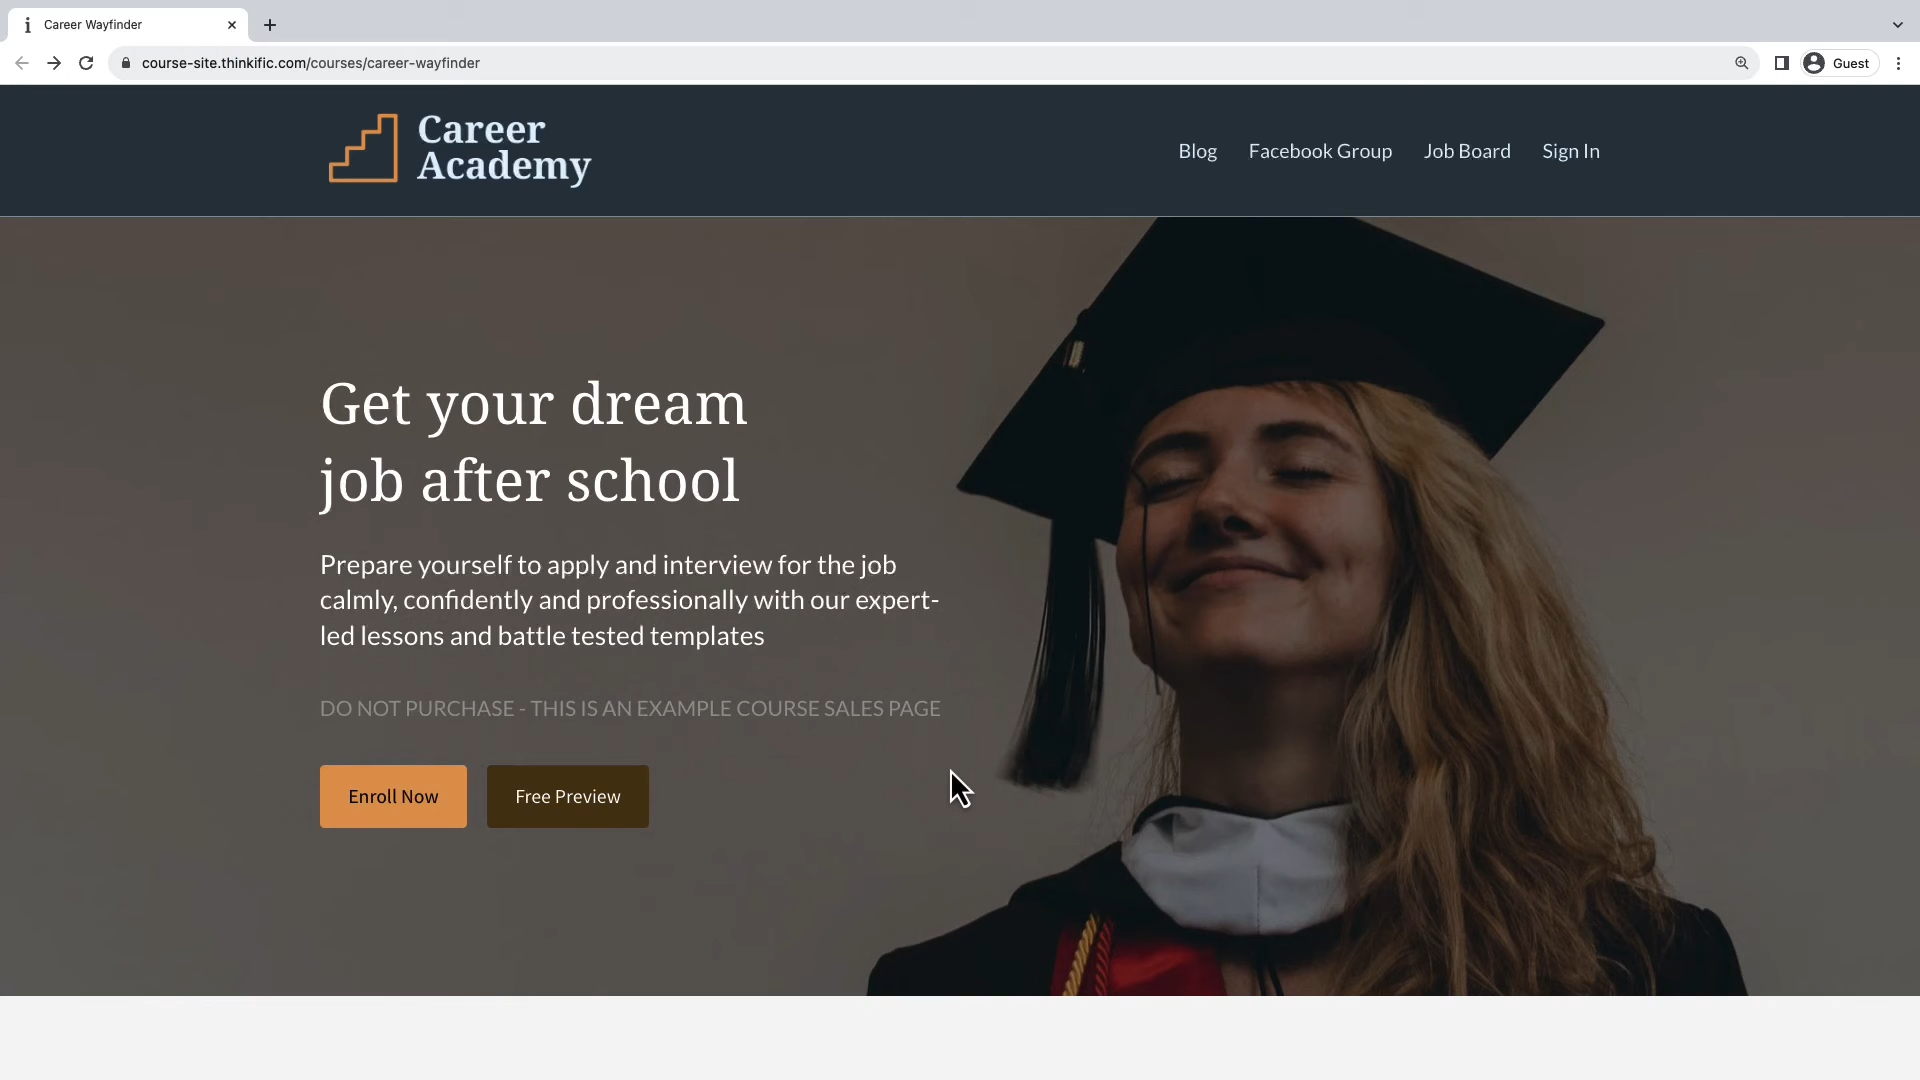 Career Wayfinder
course-site.thinkific.com/courses/career-wayfinder
Guest
Career
Academy
Blog
Facebook Group
Job Board
Sign In
Get your dream
job after school
Prepare yourself to apply and interview for the job
calmly, confidently and professionally with our expert-
led lessons and battle tested templates
DO NOT PURCHASE - THIS IS AN EXAMPLE COURSE SALES PAGE
Enroll Now
Free Preview